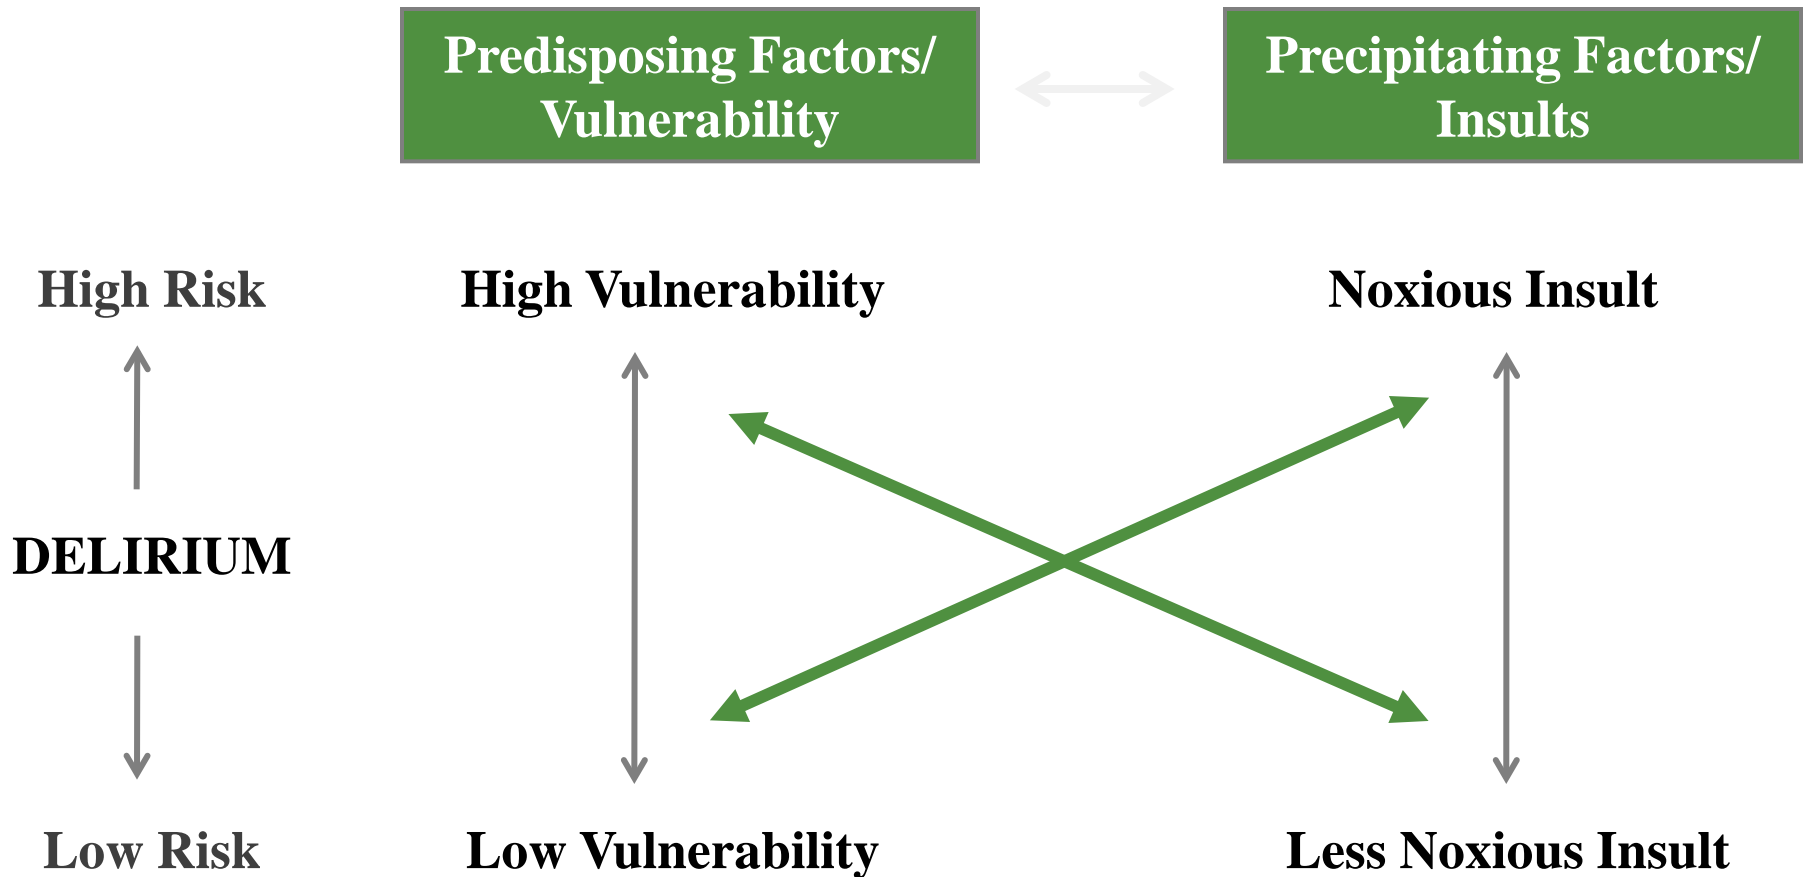 Predisposing Factors/
Vulnerability
Precipitating Factors/
Insults
High Risk
High Vulnerability
Noxious Insult
DELIRIUM
Low Risk
Low Vulnerability
Less Noxious Insult